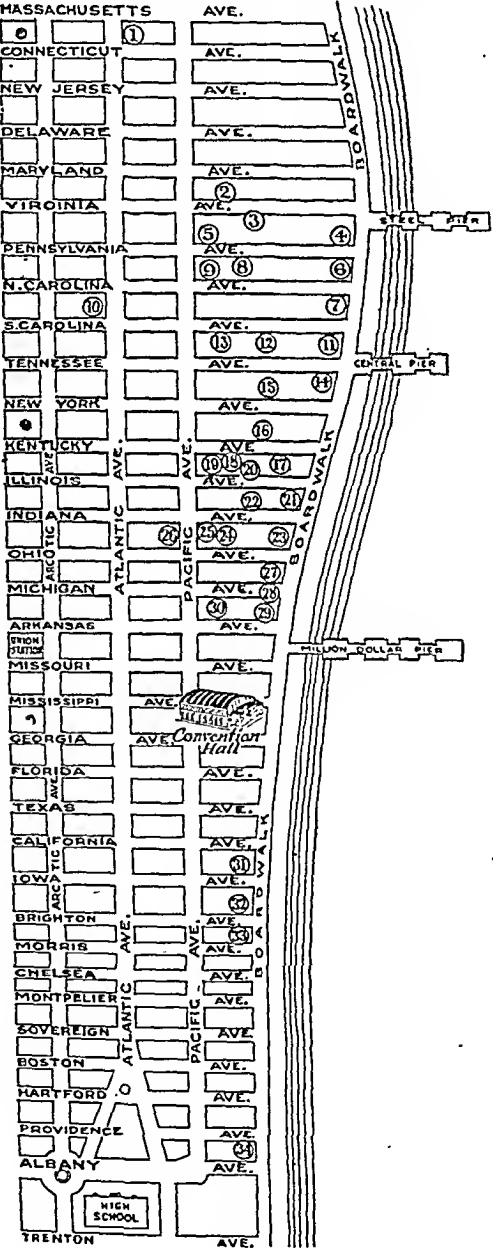 MASSACHUSETTS AVE.
1
CONNECTICUT
NEW JERSEY AVE.
DELAWARE AVE.
MARYLAND AVE.
2
VIRGINIA AVE.
3
5 4
PENNSYLVANIA AVE.
9 8 6
N. CAROLINA
10 7
S. CAROLINA AVE.
13 12 11
TENNESSEE AVE.
15 14
NEW YORK AVE.
16
KENTUCKY AVE
19 18 20 17
ILLINOIS AVE.
22 21
INDIANA AVE.
26 25 24 23
OHIO AVE.
27
MICHIGAN AVE.
28
30 29
ARKANSAS AVE.
UNION
STATION
MISSOURI AVE.
MISSISSIPPI AVE.
GEORGIA AVE.
Convention
Hall
FLORIDA AVE.
TEXAS AVE.
CALIFORNIA AVE.
31
IOWA AVE.
32
BRIGHTON AVE.
33
MORRIS AVE.
CHELSEA AVE.
MONTPELIER AVE.
SOVEREIGN AVE.
BOSTON AVE.
HARTFORD AVE.
PROVIDENCE AVE.
34
ALBANY AVE.
HIGH
SCHOOL
TRENTON AVE.
ARCOTIC AVE
ARCATIC AVE
ATLANTIC AVE.
PACIFIC AVE.
ATLANTIC AVE.
PACIFIC AVE.
BOARDWALK
BOARDWALK
BOARDWALK
STEEL PIER
CENTRAL PIER
MILLION DOLLAR PIER